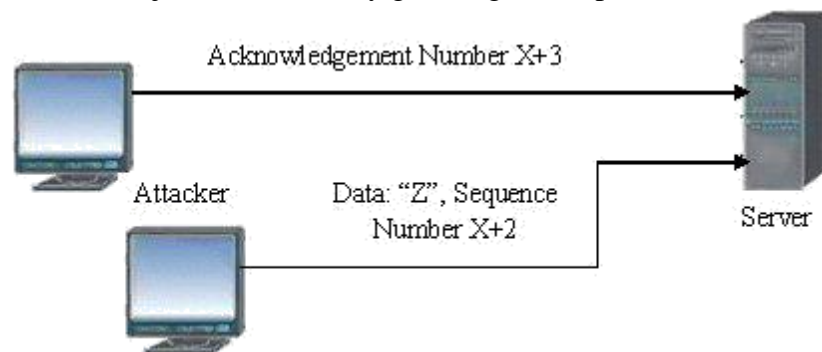 Acknowledgement Number X+3
Attacker
Data: “Z”, Sequence
Number X+2
Server